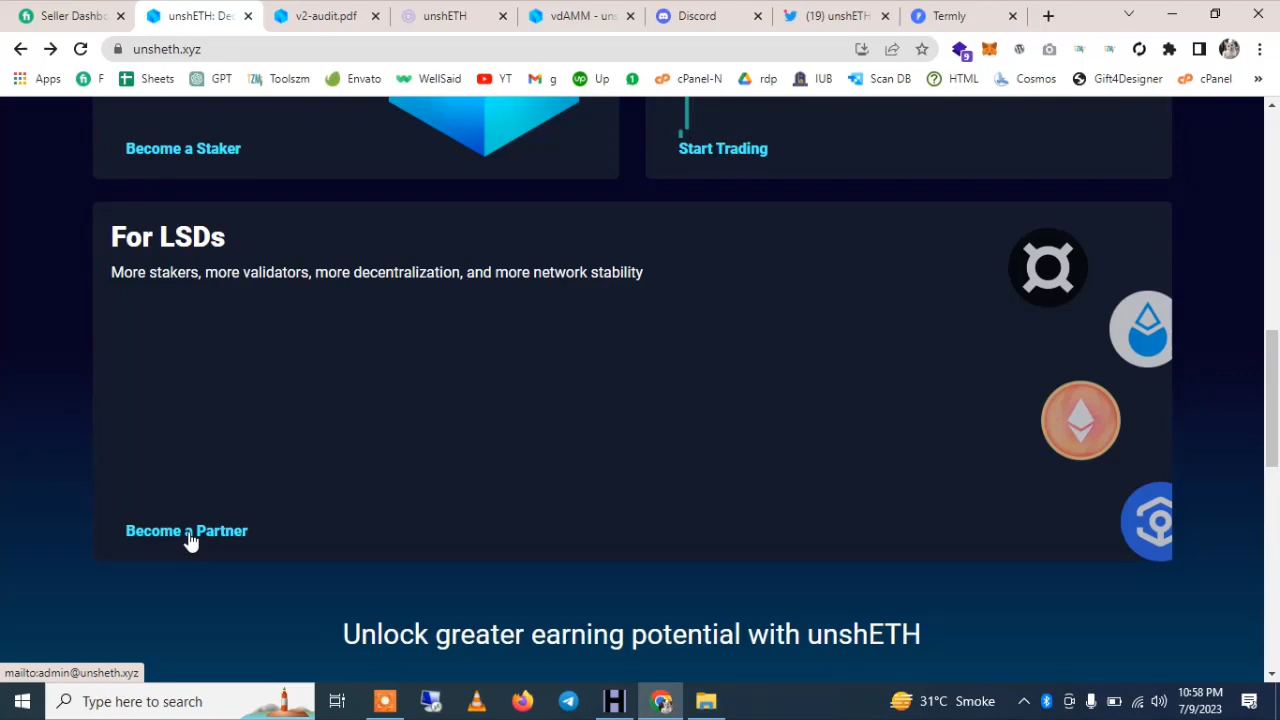 Seller Dashbo
unshETH: Dec
v2-audit.pdf
unshETH
vdAMM - uns
Discord
(19) unshETH
Termly
unsheth.xyz
9
Apps
F
Sheets
GPT
Toolszm
Envato
WellSaid
YT
g
Up
cPanel-N
rdp
IUB
Scan DB
HTML
Cosmos
Gift4Designer
cPanel
»
Become a Staker
Start Trading
For LSDs
More stakers, more validators, more decentralization, and more network stability
Become a Partner
Unlock greater earning potential with unshETH
mailto:admin@unsheth.xyz
Type here to search
31°C Smoke
10:58 PM
7/9/2023